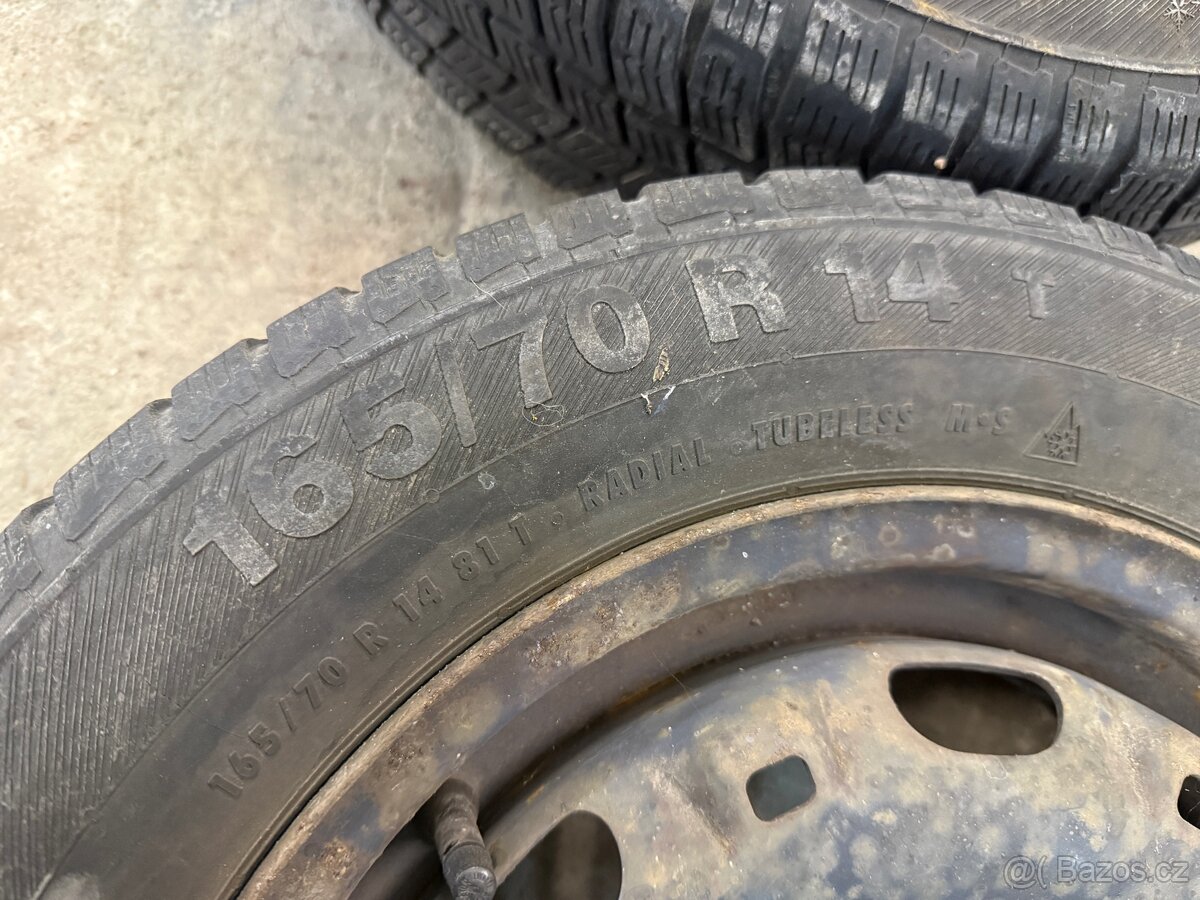 165/70 R 14 T
165/70 R 14 81 T • RADIAL • TUBELESS M•S
@( Bazos.cz